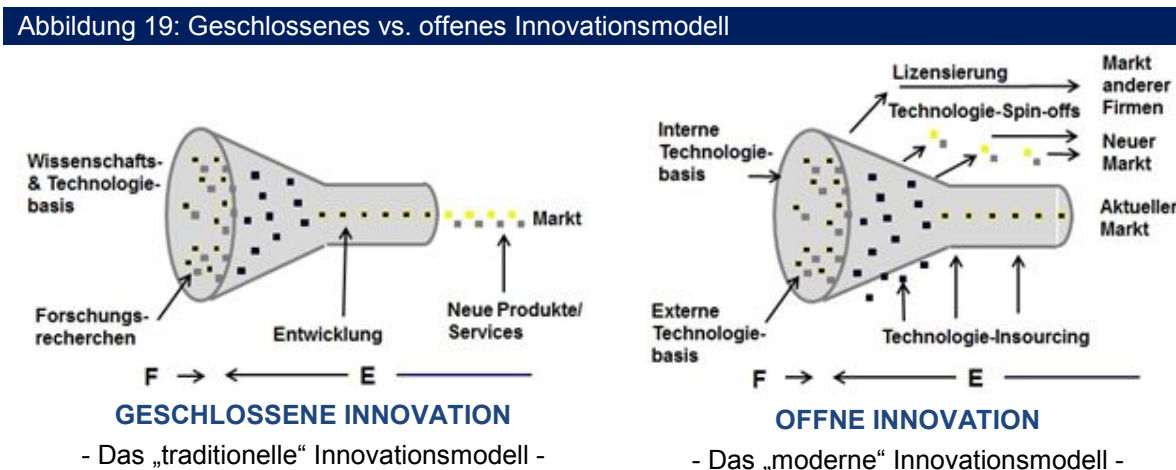 Abbildung 19: Geschlossenes vs. offenes Innovationsmodell
Wissenschafts-
& Technologie-
basis
Markt
Forschungs-
recherchen
Entwicklung
Neue Produkte/
Services
F
E
GESCHLOSSENE INNOVATION
- Das „traditionelle“ Innovationsmodell -
Lizensierung
Markt
anderer
Firmen
Technologie-Spin-offs
Interne
Technologie-
basis
Neuer
Markt
Aktueller
Markt
Externe
Technologie-
basis
Technologie-Insourcing
F
E
OFFNE INNOVATION
- Das „moderne“ Innovationsmodell -